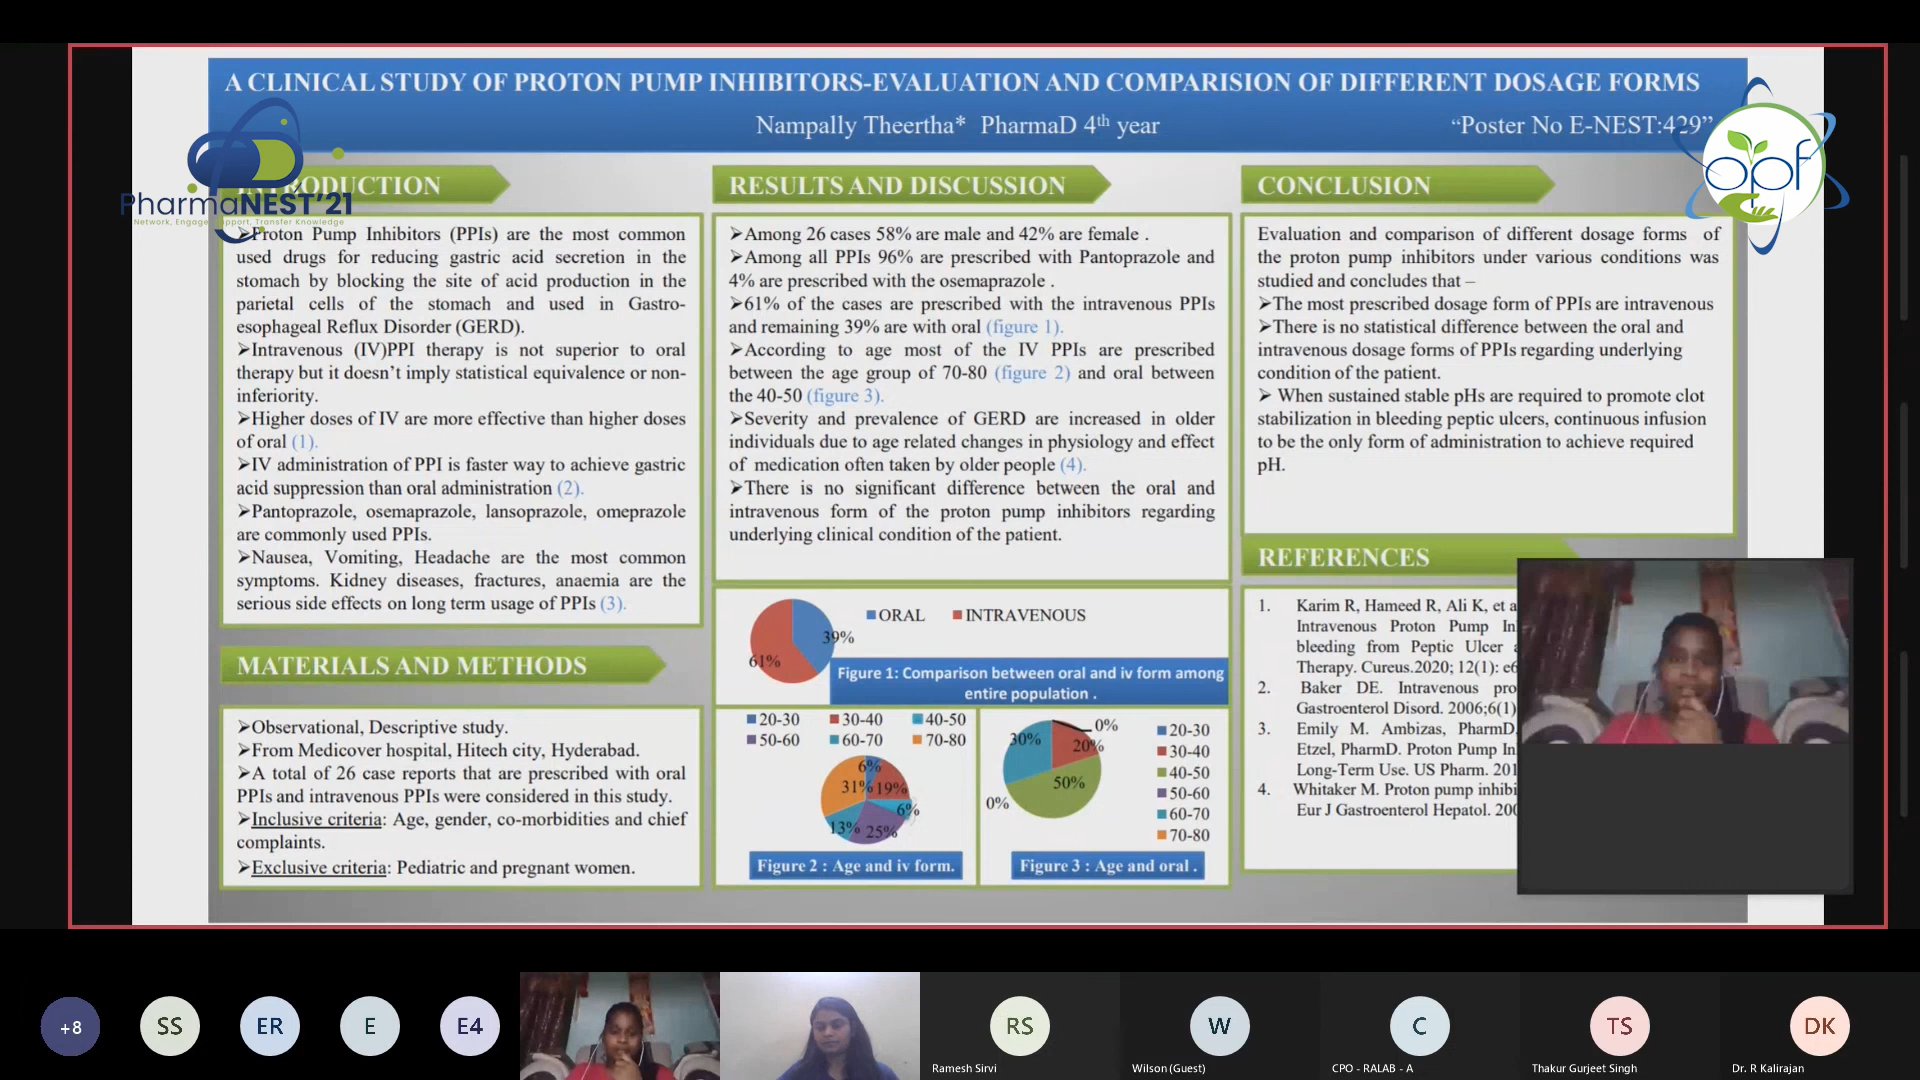 A CLINICAL STUDY OF PROTON PUMP INHIBITORS-EVALUATION AND COMPARISION OF DIFFERENT DOSAGE FORMS
Nampally Theertha* PharmaD 4th year
“Poster No E-NEST:429”
PharmaNEST'21
Network, Engage, Support, Transfer Knowledge
opf
INTRODUCTION
➢Proton Pump Inhibitors (PPIs) are the most common
used drugs for reducing gastric acid secretion in the
stomach by blocking the site of acid production in the
parietal cells of the stomach and used in Gastro-
esophageal Reflux Disorder (GERD).
➢Intravenous (IV)PPI therapy is not superior to oral
therapy but it doesn’t imply statistical equivalence or non-
inferiority.
➢Higher doses of IV are more effective than higher doses
of oral (1).
➢IV administration of PPI is faster way to achieve gastric
acid suppression than oral administration (2).
➢Pantoprazole, osemaprazole, lansoprazole, omeprazole
are commonly used PPIs.
➢Nausea, Vomiting, Headache are the most common
symptoms. Kidney diseases, fractures, anaemia are the
serious side effects on long term usage of PPIs (3).
MATERIALS AND METHODS
➢Observational, Descriptive study.
➢From Medicover hospital, Hitech city, Hyderabad.
➢A total of 26 case reports that are prescribed with oral
PPIs and intravenous PPIs were considered in this study.
➢Inclusive criteria: Age, gender, co-morbidities and chief
complaints.
➢Exclusive criteria: Pediatric and pregnant women.
RESULTS AND DISCUSSION
➢Among 26 cases 58% are male and 42% are female .
➢Among all PPIs 96% are prescribed with Pantoprazole and
4% are prescribed with the osemaprazole .
➢61% of the cases are prescribed with the intravenous PPIs
and remaining 39% are with oral (figure 1).
➢According to age most of the IV PPIs are prescribed
between the age group of 70-80 (figure 2) and oral between
the 40-50 (figure 3).
➢Severity and prevalence of GERD are increased in older
individuals due to age related changes in physiology and effect
of medication often taken by older people (4).
➢There is no significant difference between the oral and
intravenous form of the proton pump inhibitors regarding
underlying clinical condition of the patient.
ORAL INTRAVENOUS
39%
61%
Figure 1: Comparison between oral and iv form among
entire population .
20-30 30-40 40-50
50-60 60-70 70-80
6%
31% 19%
6%
13% 25%
Figure 2 : Age and iv form.
0%
30% 20%
50%
0%
20-30
30-40
40-50
50-60
60-70
70-80
Figure 3 : Age and oral .
CONCLUSION
Evaluation and comparison of different dosage forms of
the proton pump inhibitors under various conditions was
studied and concludes that –
➢The most prescribed dosage form of PPIs are intravenous
➢There is no statistical difference between the oral and
intravenous dosage forms of PPIs regarding underlying
condition of the patient.
➢ When sustained stable pHs are required to promote clot
stabilization in bleeding peptic ulcers, continuous infusion
to be the only form of administration to achieve required
pH.
REFERENCES
1. Karim R, Hameed R, Ali K, et
Intravenous Proton Pump
bleeding from Peptic Ulcer
Therapy. Cureus.2020; 12(1):
2. Baker DE. Intravenous
Gastroenterol Disord. 2006;6(1)
3. Emily M. Ambizas, PharmD,
Etzel, PharmD. Proton Pump
Long-Term Use. US Pharm.
4. Whitaker M. Proton pump
Eur J Gastroenterol Hepatol.
+8 SS ER E E4 RS W C TS DK
Ramesh Sirvi Wilson (Guest) CPO - RALAB - A Thakur Gurjeet Singh Dr. R Kalirajan